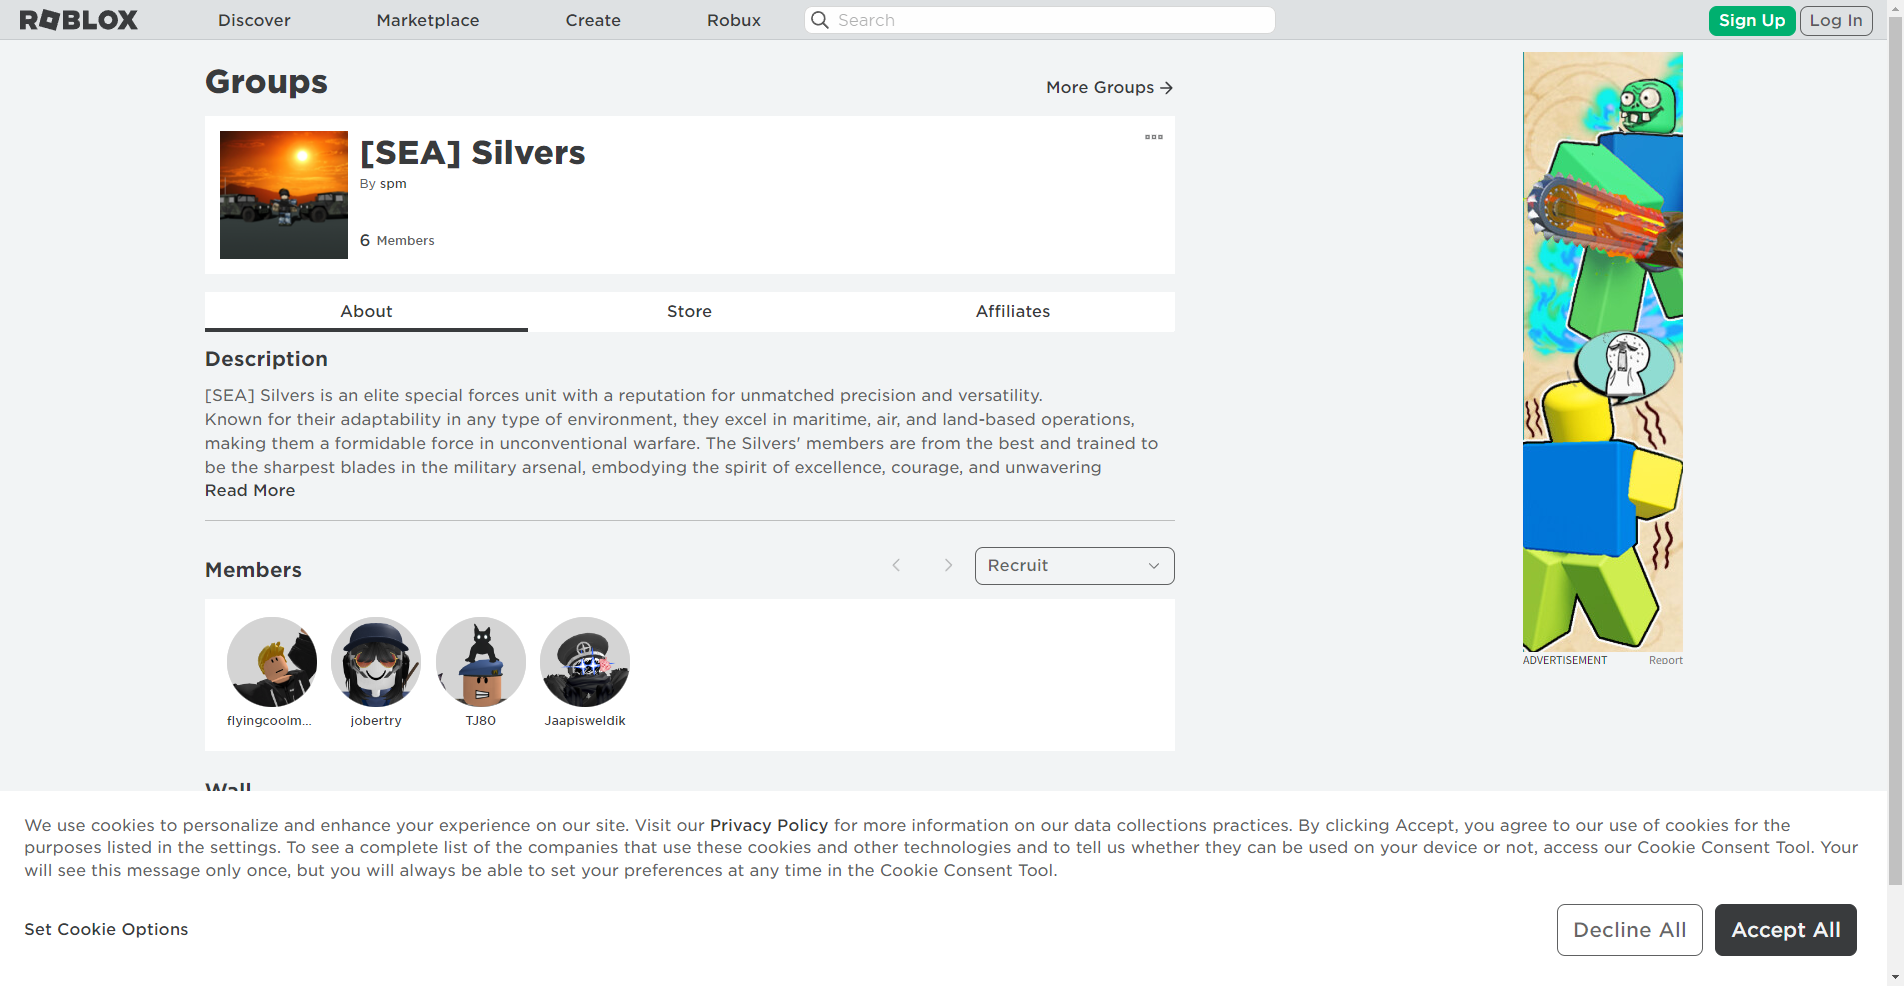 ROBLOX
Discover
Marketplace
Create
Robux
Search
Sign Up
Log In
Groups
More Groups
[SEA] Silvers
By spm
6 Members
About
Store
Affiliates
Description
[SEA] Silvers is an elite special forces unit with a reputation for unmatched precision and versatility.
Known for their adaptability in any type of environment, they excel in maritime, air, and land-based operations,
making them a formidable force in unconventional warfare. The Silvers' members are from the best and trained to
be the sharpest blades in the military arsenal, embodying the spirit of excellence, courage, and unwavering
Read More
Members
Recruit
flyingcoolm...
jobertry
TJ80
Jaapisweldik
ADVERTISEMENT
Report
Wall
We use cookies to personalize and enhance your experience on our site. Visit our Privacy Policy for more information on our data collections practices. By clicking Accept, you agree to our use of cookies for the
purposes listed in the settings. To see a complete list of the companies that use these cookies and other technologies and to tell us whether they can be used on your device or not, access our Cookie Consent Tool. Your
will see this message only once, but you will always be able to set your preferences at any time in the Cookie Consent Tool.
Set Cookie Options
Decline All
Accept All